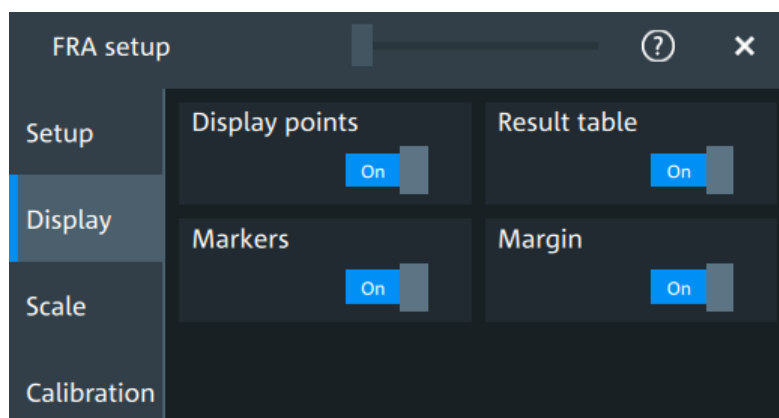 FRA setup
?
Setup
Display
Scale
Calibration
Display points
On
Result table
On
Markers
On
Margin
On